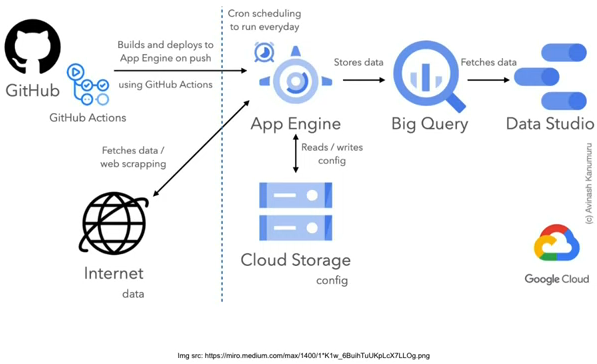 Cron scheduling
to run everyday
Builds and deploys to
App Engine on push
using GitHub Actions
GitHub
GitHub Actions
Stores data
Fetches data
App Engine
Big Query
Data Studio
Fetches data /
web scrapping
Reads / writes
config
Internet
data
Cloud Storage
config
(c) Avinash Kanumuru
Google Cloud
Img src: https://miro.medium.com/max/1400/1*K1w_6BuihTuUKpLcX7LLOg.png